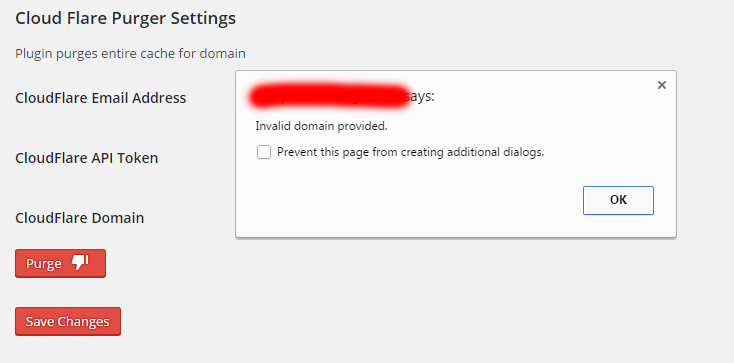 Cloud Flare Purger Settings
Plugin purges entire cache for domain
CloudFlare Email Address
says:
Invalid domain provided.
Prevent this page from creating additional dialogs.
OK
CloudFlare API Token
CloudFlare Domain
Purge
Save Changes